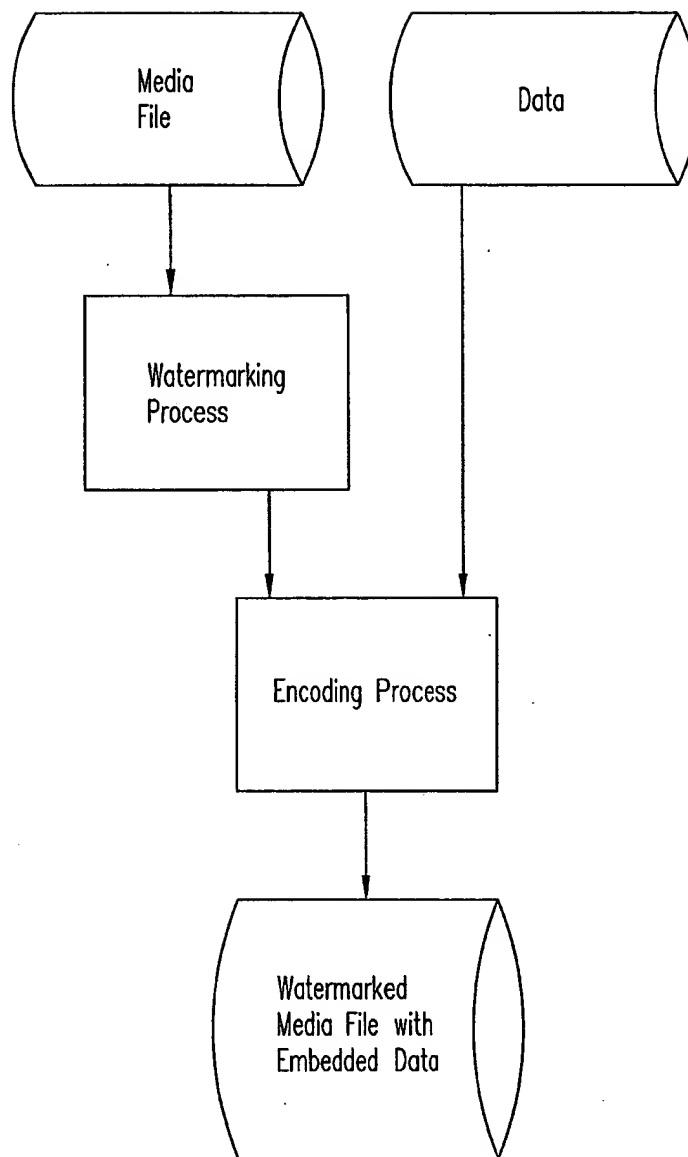 Media
File
Data
Watermarking
Process
Encoding Process
Watermarked
Media File with
Embedded Data